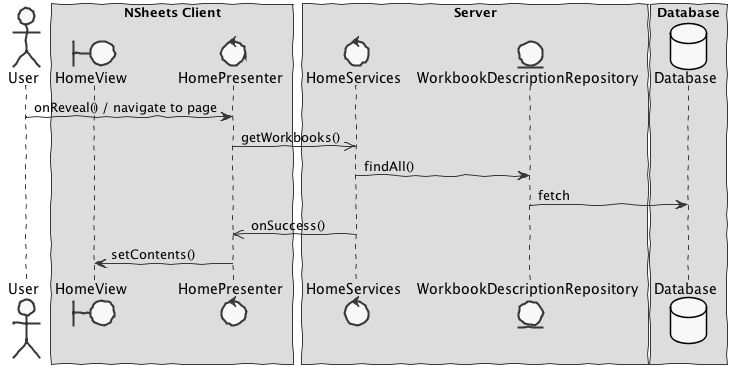 NSheets Client
Server
Database
User
HomeView
HomePresenter
HomeServices
WorkbookDescriptionRepository
Database
onReveal() / navigate to page
getWorkbooks()
findAll()
fetch
onSuccess()
setContents()
User
HomeView
HomePresenter
HomeServices
WorkbookDescriptionRepository
Database